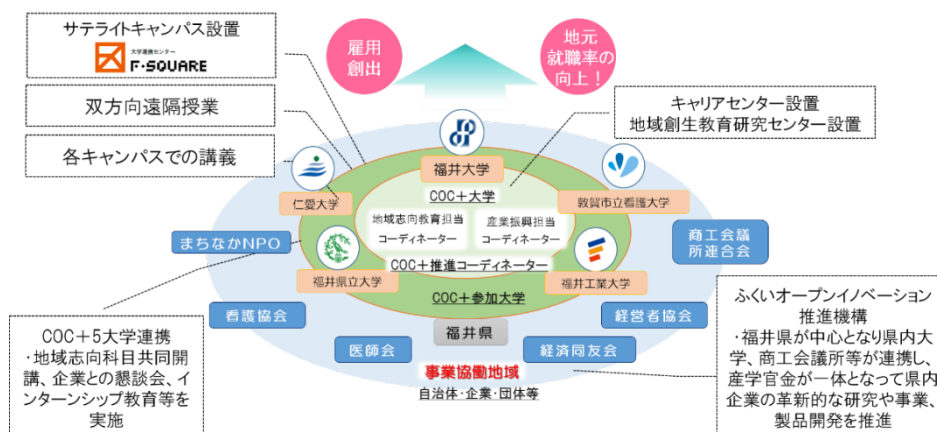 サテライトキャンパス設置
大学連携センター
F・SQUARE
双方向遠隔授業
各キャンパスでの講義
雇用
創出
地元
就職率の
向上！
キャリアセンター設置
地域創生教育研究センター設置
福井大学
仁愛大学
敦賀市立看護大学
COC＋大学
地域志向教育担当
コーディネーター
産業振興担当
コーディネーター
COC＋推進コーディネーター
福井県立大学
福井工業大学
COC＋参加大学
まちなかNPO
商工会議
所連合会
看護協会
経営者協会
福井県
医師会
経済同友会
事業協働地域
自治体・企業・団体等
COC＋5大学連携
・地域志向科目共同開
講、企業との懇談会、イ
ンターンシップ教育等を
実施
ふくいオープンイノベーション
推進機構
・福井県が中心となり県内大
学、商工会議所等が連携し、
産学官金が一体となって県内
企業の革新的な研究や事業、
製品開発を推進